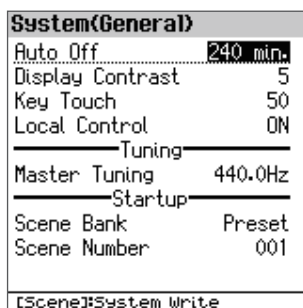 System(General)
Auto Off 240 min.
Display Contrast 5
Key Touch 50
Local Control ON
Tuning
Master Tuning 440.0Hz
Startup
Scene Bank Preset
Scene Number 001
[Scene]:System Write